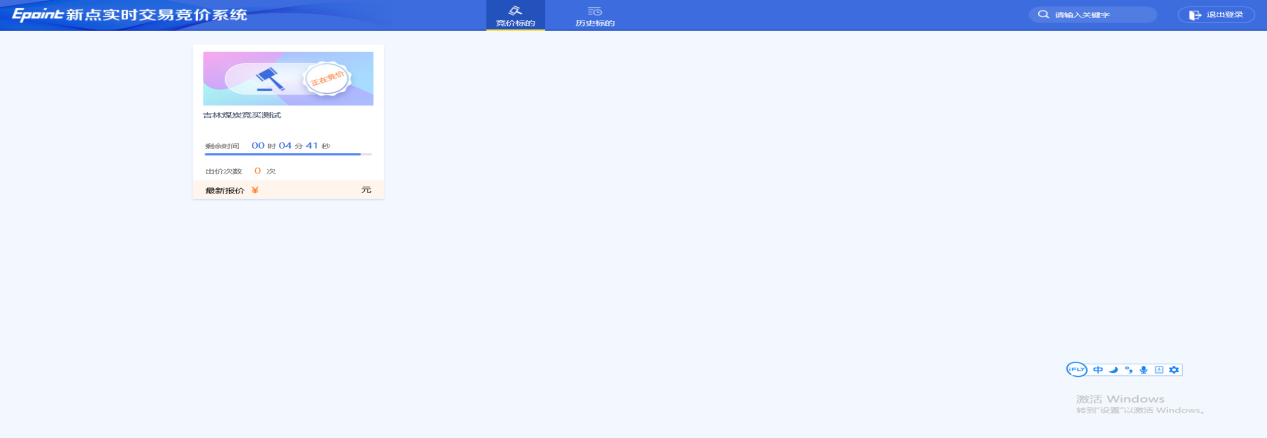 Epoint新点实时交易竞价系统
竞价标的
历史标的
请输入关键字
退出登录
正在竞价
吉林煤炭竞买测试
剩余时间 00 时 04 分 41 秒
出价次数 0 次
最新报价 ¥ 元
iFLY 中
激活 Windows
转到"设置"以激活 Windows。